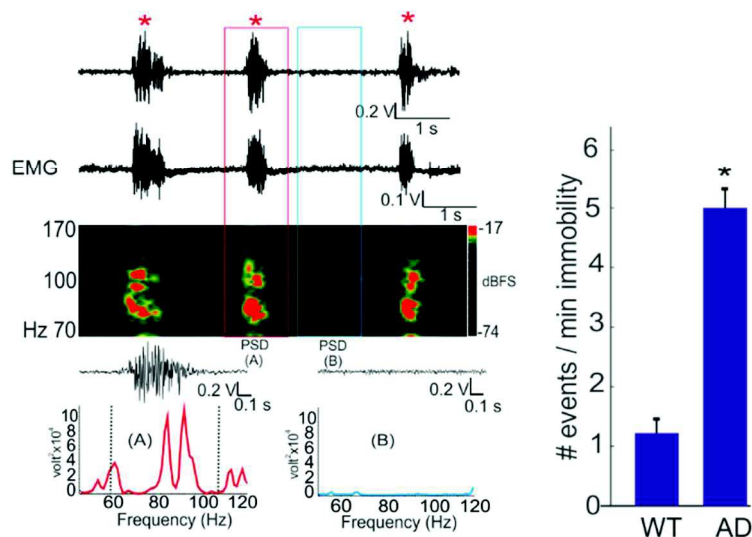 * * *
0.2 V
1 s
EMG
0.1 V
1 s
170
100
Hz 70
-17
dBFS
-74
PSD
(A)
PSD
(B)
0.2 V
0.1 s
0.2 V
0.1 s
volt²x10⁴
10
8
6
4
2
0
(A)
60 80 100 120
Frequency (Hz)
volt²x10⁴
10
8
6
4
2
0
(B)
60 80 100 120
Frequency (Hz)
# events / min immobility
6
5
4
3
2
1
0
*
WT AD